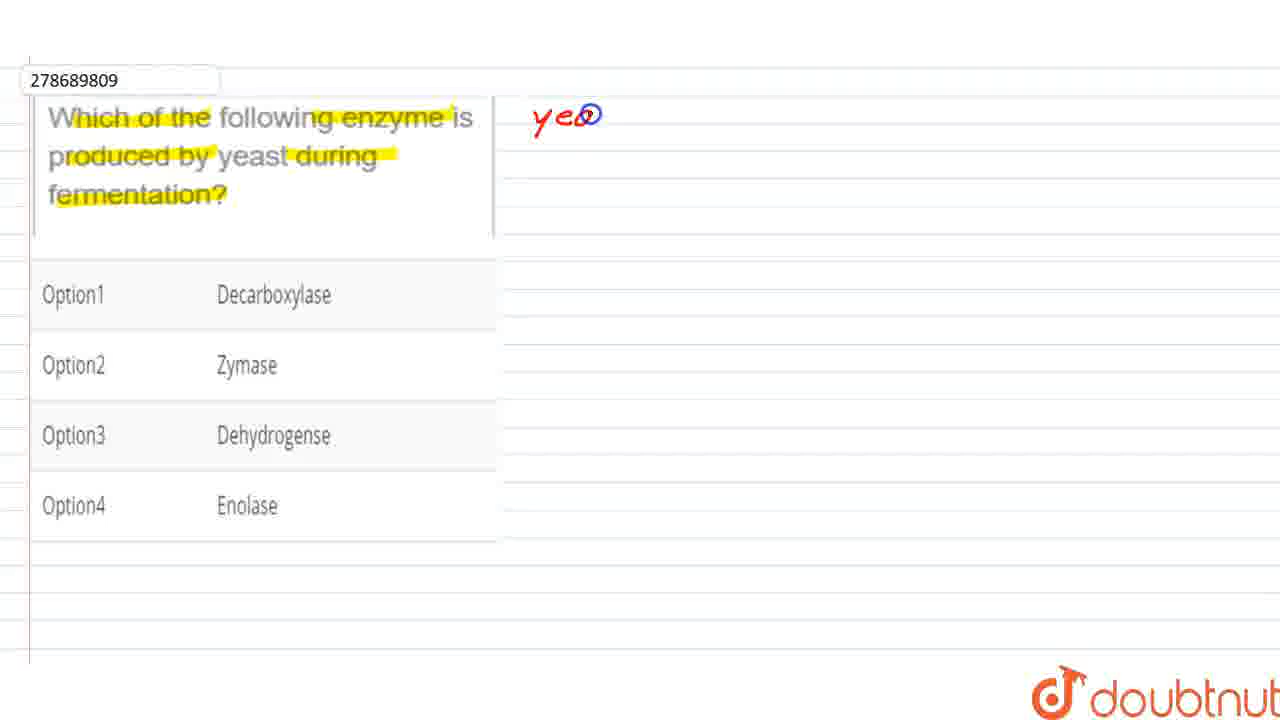 278689809
Which of the following enzyme is
produced by yeast during
fermentation?
yea
Option1 Decarboxylase
Option2 Zymase
Option3 Dehydrogense
Option4 Enolase
doubtnut